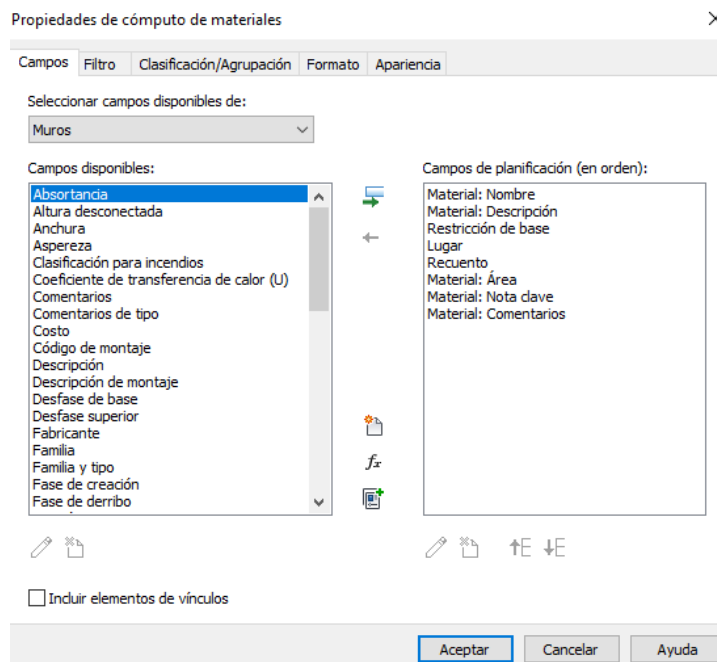 Propiedades de cómputo de materiales
Campos
Filtro
Clasificación/Agrupación
Formato
Apariencia
Seleccionar campos disponibles de:
Muros
Campos disponibles:
Absortancia
Altura desconectada
Anchura
Aspereza
Clasificación para incendios
Coeficiente de transferencia de calor (U)
Comentarios
Comentarios de tipo
Costo
Código de montaje
Descripción
Descripción de montaje
Desfase de base
Desfase superior
Fabricante
Familia
Familia y tipo
Fase de creación
Fase de derribo
fx
Campos de planificación (en orden):
Material: Nombre
Material: Descripción
Restricción de base
Lugar
Recuento
Material: Área
Material: Nota clave
Material: Comentarios
Incluir elementos de vínculos
Aceptar
Cancelar
Ayuda